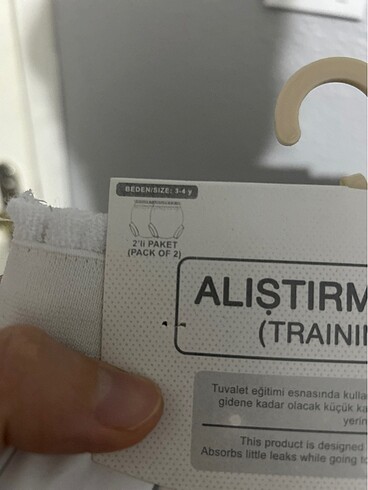 BEDEN/SIZE: 3-4 y
2'li PAKET
(PACK OF 2)
ALIŞTIRM
(TRAININ
Tuvalet eğitimi esnasında kulla
gidene kadar olacak küçük ka
yerin
This product is designed
Absorbs little leaks while going to